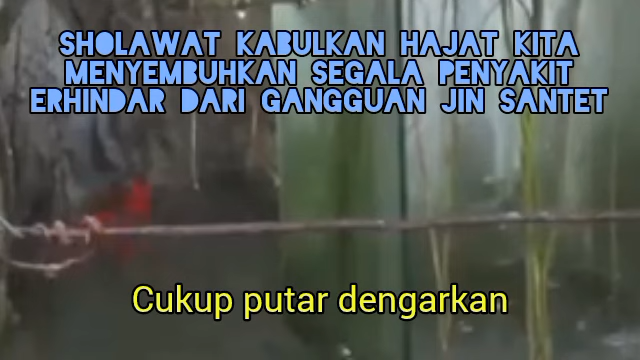 SHOLAWAT KABULKAN HAJAT KITA
MENYEMBUHKAN SEGALA PENYAKIT
ERHINDAR DARI GANGGUAN JIN SANTET
Cukup putar dengarkan